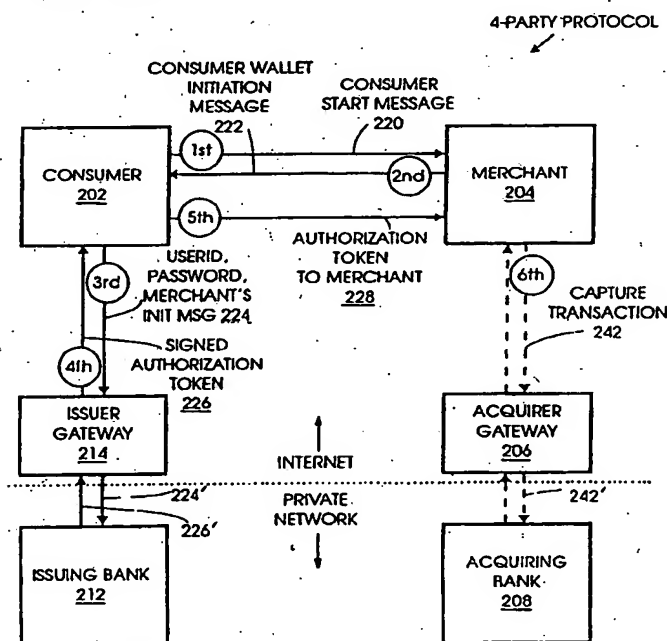 4-PARTY PROTOCOL
CONSUMER WALLET
INITIATION
MESSAGE
222
CONSUMER
START MESSAGE
220
1st
CONSUMER
202
2nd
MERCHANT
204
5th
AUTHORIZATION
TOKEN
TO MERCHANT
228
3rd
USERID,
PASSWORD,
MERCHANT'S
INIT MSG 224
6th
CAPTURE
TRANSACTION
242
4th
SIGNED
AUTHORIZATION
TOKEN
226
ISSUER
GATEWAY
214
INTERNET
ACQUIRER
GATEWAY
206
224'
226'
PRIVATE
NETWORK
242'
ISSUING BANK
212
ACQUIRING
BANK
208